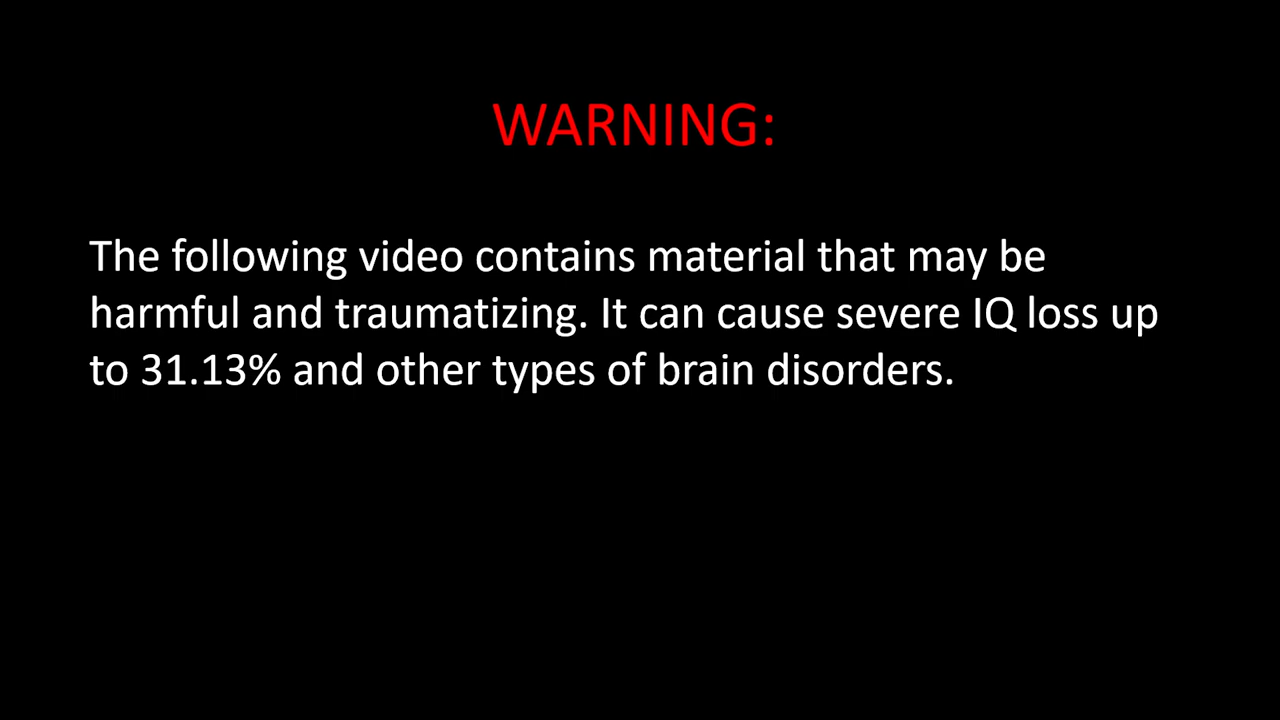 WARNING:
The following video contains material that may be
harmful and traumatizing. It can cause severe IQ loss up
to 31.13% and other types of brain disorders.